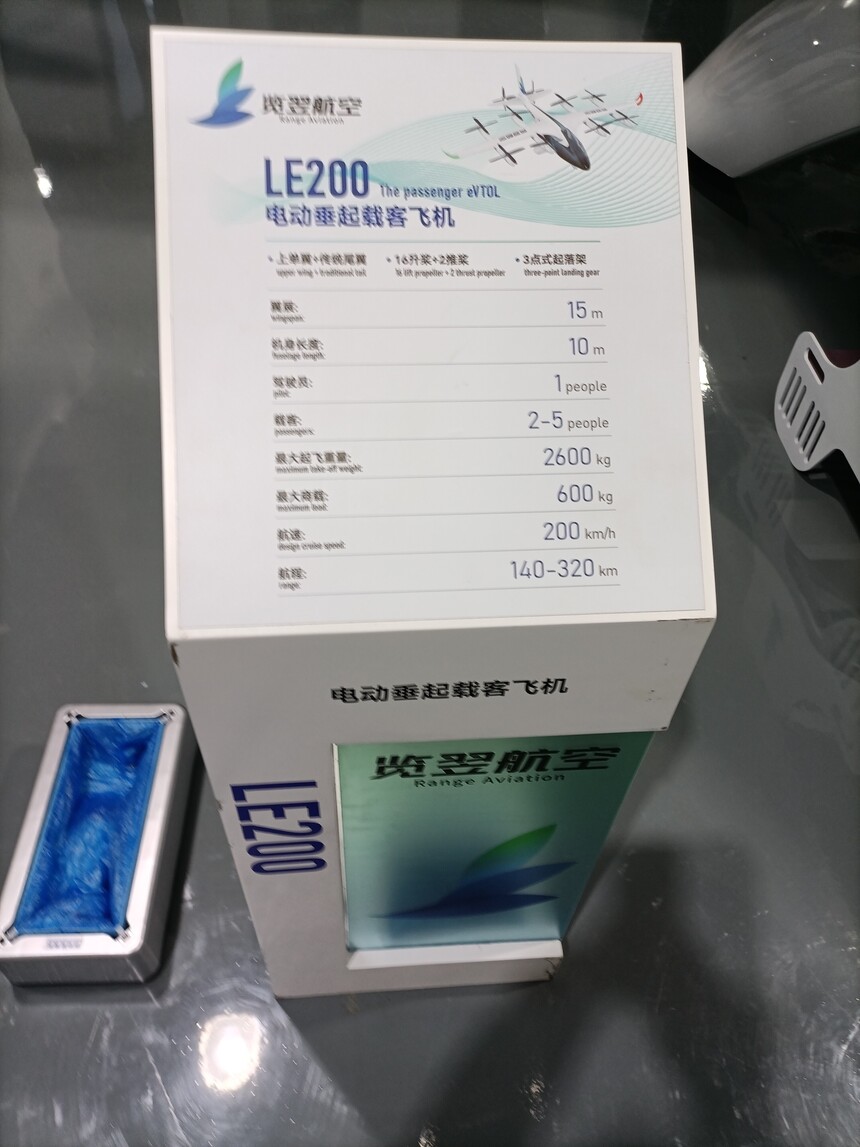 览翌航空
Range Aviation
LE200 The passenger eVTOL
电动垂起载客飞机
• 上单翼+传统尾翼 • 16升桨+2推桨 • 3点式起落架
upper wing + traditional tail 16 lift propeller + 2 thrust propeller three-point landing gear
翼展: 15 m
wingspan:
机身长度: 10 m
fuselage length:
驾驶员: 1 people
pilot:
载客: 2-5 people
passengers:
最大起飞重量: 2600 kg
maximum take-off weight:
最大商载: 600 kg
maximum load:
航速: 200 km/h
design cruise speed:
航程: 140-320 km
range:
电动垂起载客飞机
览翌航空
Range Aviation
LE200